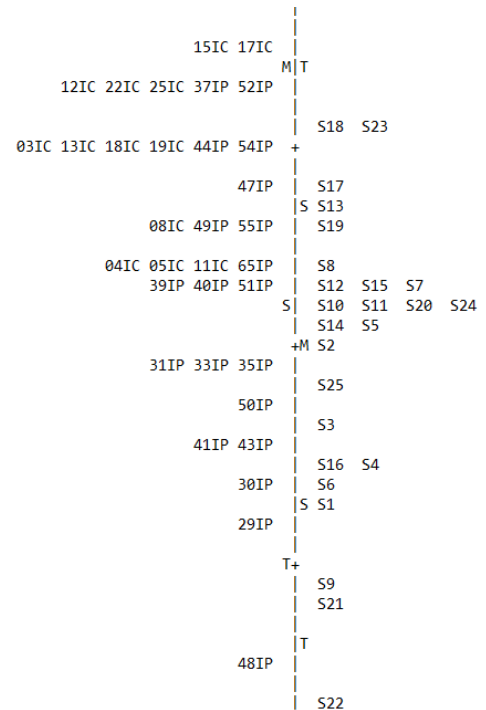 |
|
15IC 17IC |
M|T
12IC 22IC 25IC 37IP 52IP |
|
| S18 S23
03IC 13IC 18IC 19IC 44IP 54IP +
|
47IP | S17
|S S13
08IC 49IP 55IP | S19
|
04IC 05IC 11IC 65IP | S8
39IP 40IP 51IP | S12 S15 S7
S| S10 S11 S20 S24
| S14 S5
+M S2
31IP 33IP 35IP |
| S25
50IP |
| S3
41IP 43IP |
| S16 S4
30IP | S6
|S S1
29IP |
|
T+
| S9
| S21
|
|T
48IP |
|
| S22